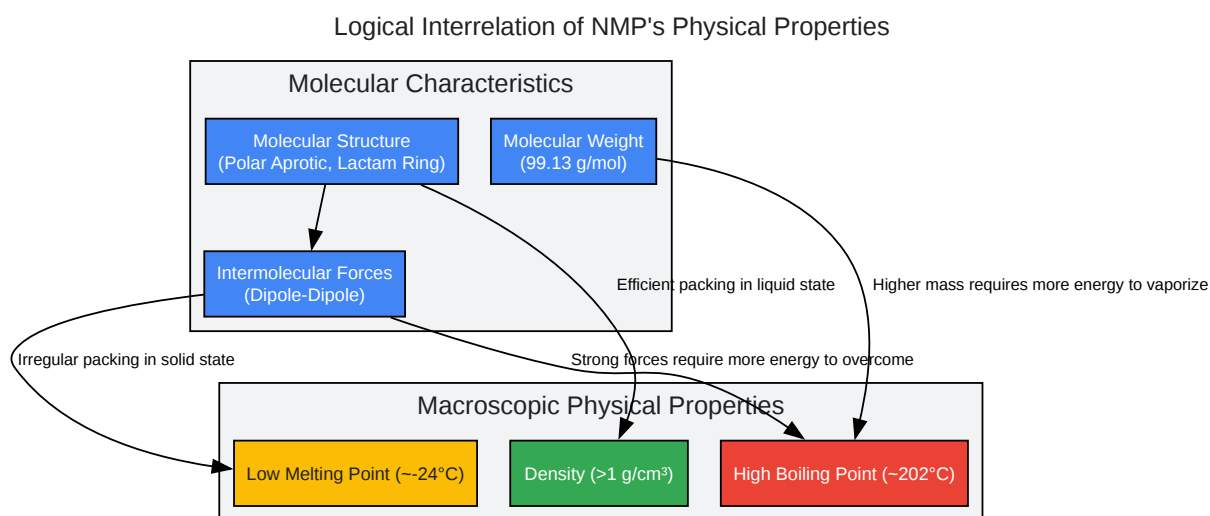 Logical Interrelation of NMP's Physical Properties
Molecular Characteristics
Molecular Structure
(Polar Aprotic, Lactam Ring)
Molecular Weight
(99.13 g/mol)
Intermolecular Forces
(Dipole-Dipole)
Efficient packing in liquid state
Higher mass requires more energy to vaporize
Irregular packing in solid state
Strong forces require more energy to overcome
Macroscopic Physical Properties
Low Melting Point (~-24°C)
Density (>1 g/cm³)
High Boiling Point (~202°C)